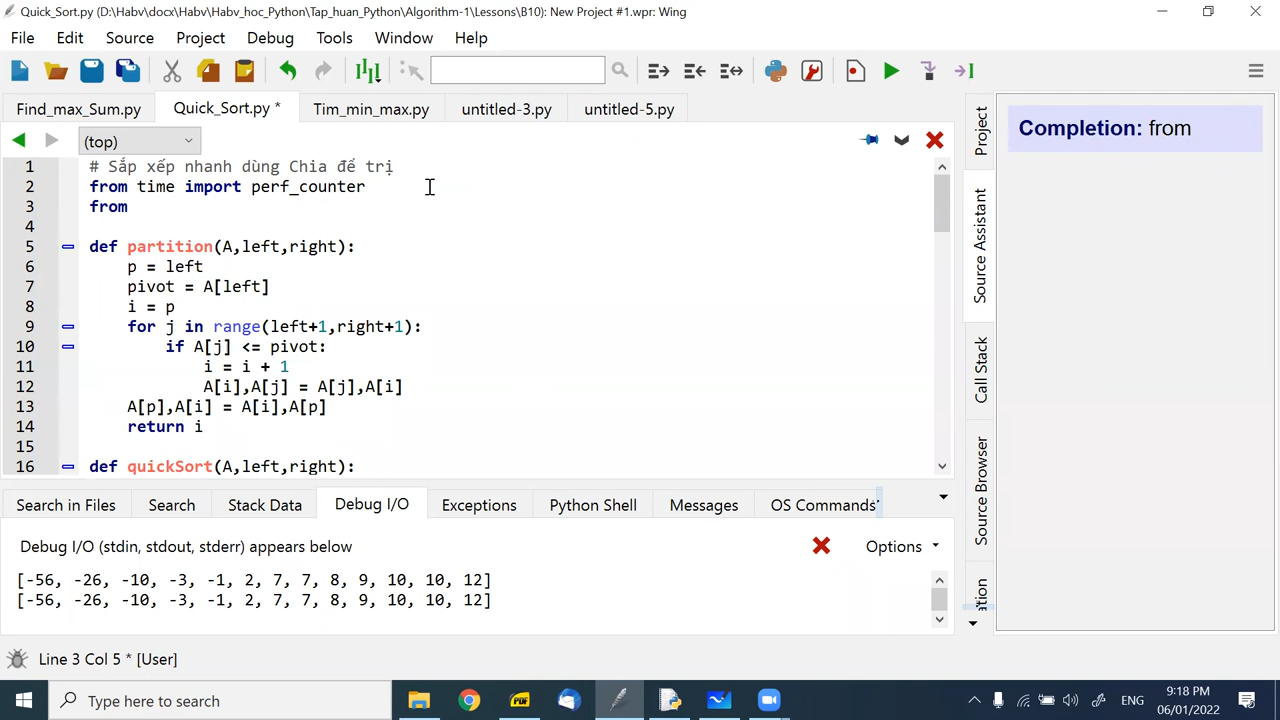 Quick_Sort.py (D:\Habv\docx\Habv\Habv_hoc_Python\Tap_huan_Python\Algorithm-1\Lessons\B10): New Project #1.wpr: Wing
File Edit Source Project Debug Tools Window Help
Find_max_Sum.py Quick_Sort.py * Tim_min_max.py untitled-3.py untitled-5.py
(top)
1 # Sắp xếp nhanh dùng Chia để trị
2 from time import perf_counter
3 from
4
5 def partition(A,left,right):
6 p = left
7 pivot = A[left]
8 i = p
9 for j in range(left+1,right+1):
10 if A[j] <= pivot:
11 i = i + 1
12 A[i],A[j] = A[j],A[i]
13 A[p],A[i] = A[i],A[p]
14 return i
15
16 def quickSort(A,left,right):
Project
Source Assistant
Call Stack
Source Browser
Completion: from
Search in Files Search Stack Data Debug I/O Exceptions Python Shell Messages OS Commands
Debug I/O (stdin, stdout, stderr) appears below
Options
[-56, -26, -10, -3, -1, 2, 7, 7, 8, 9, 10, 10, 12]
[-56, -26, -10, -3, -1, 2, 7, 7, 8, 9, 10, 10, 12]
Line 3 Col 5 * [User]
Type here to search
PDF
ENG
9:18 PM
06/01/2022